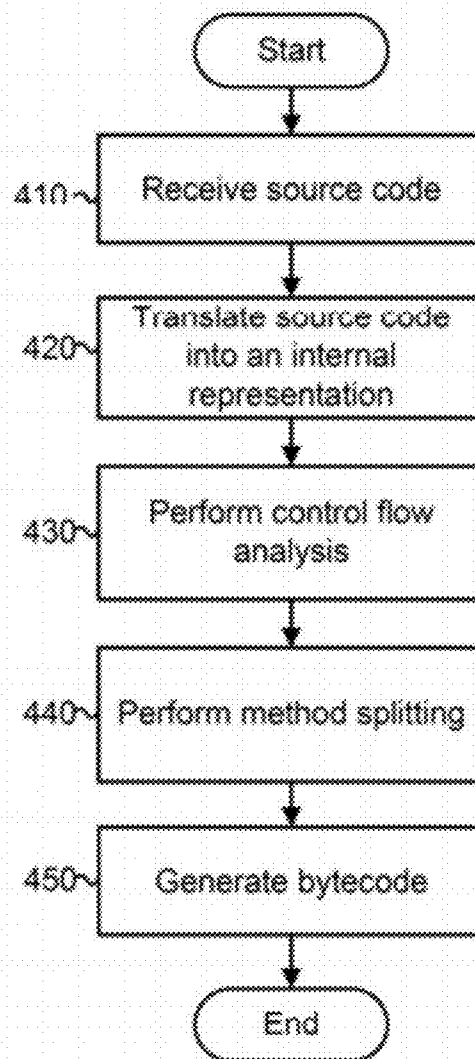 Start
410
Receive source code
420
Translate source code
into an internal
representation
430
Perform control flow
analysis
440
Perform method splitting
450
Generate bytecode
End